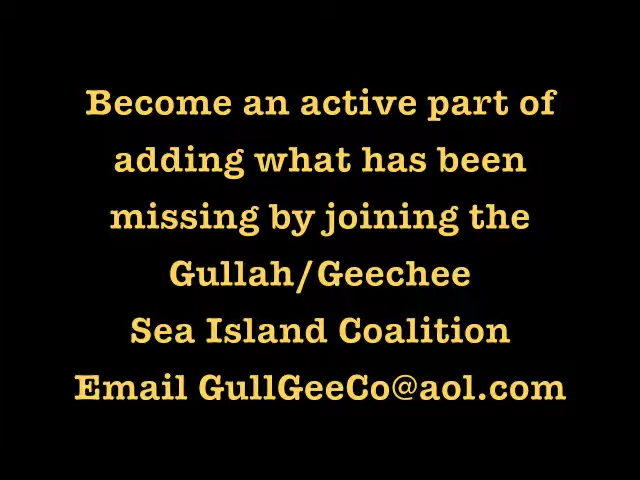 Become an active part of
adding what has been
missing by joining the
Gullah/Geechee
Sea Island Coalition
Email GullGeeCo@aol.com